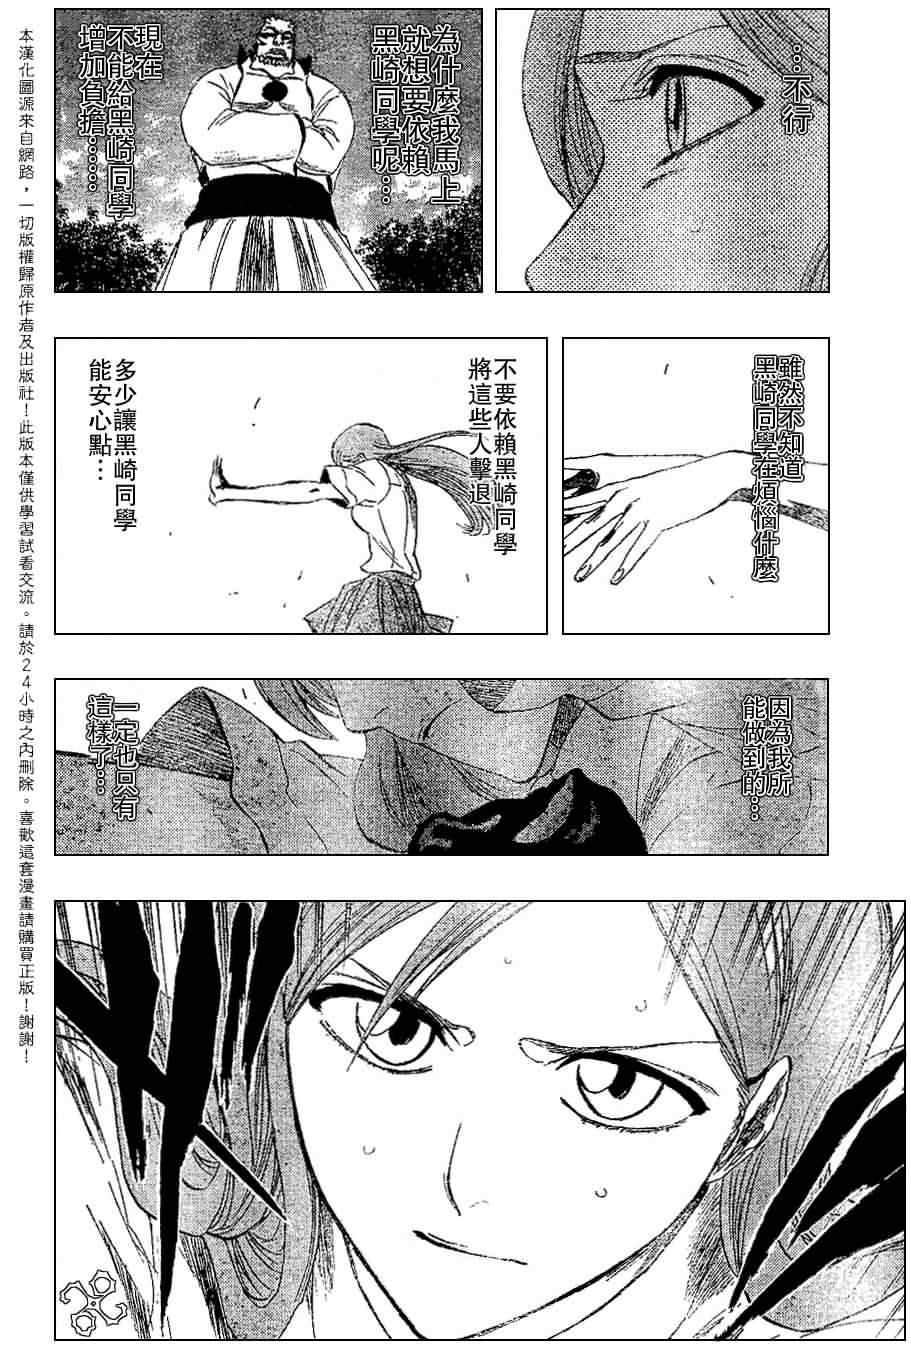 …不行
為什麼我馬上
就想要依賴
黑崎同學呢…
現在
不能給黑崎同學
增加負擔……
雖然不知道
黑崎同學在煩惱什麼
不要依賴黑崎同學
將這些人擊退
多少讓黑崎同學
能安心點…
因為我所
能做到的…
一定也只有
這樣了…
本漢化圖源來自網路，一切版權歸原作者及出版社！此版本僅供學習試看交流。請於24小時之內刪除。喜歡這套漫畫請購買正版！謝謝！